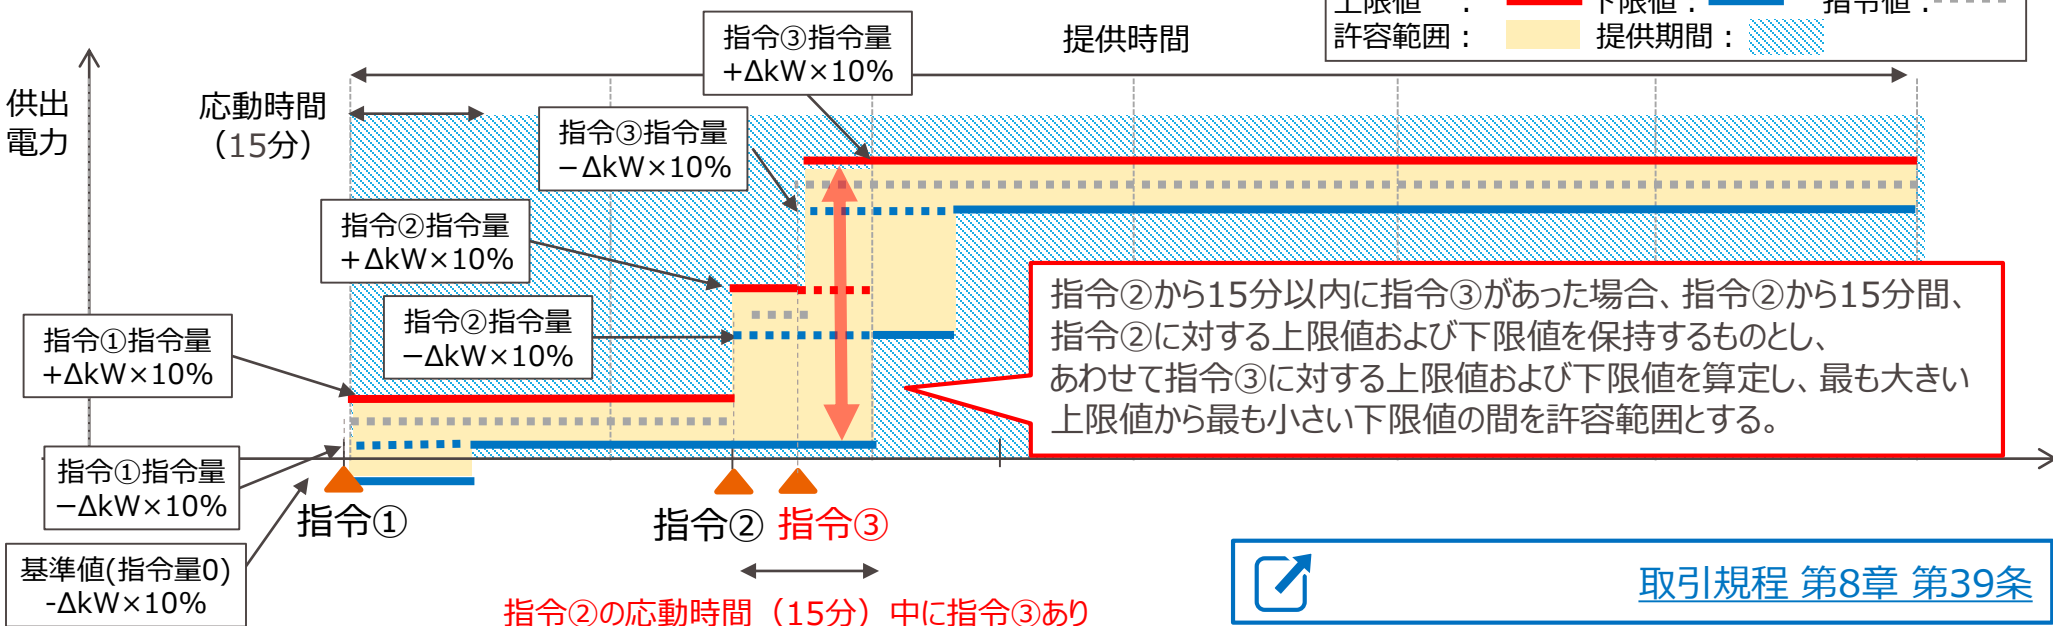 上限値 : 下限値: 指令値:
許容範囲: 提供期間:
提供時間
指令③指令量
+ΔkW×10%
供出
電力
応動時間
(15分)
指令③指令量
−ΔkW×10%
指令②指令量
+ΔkW×10%
指令②指令量
−ΔkW×10%
指令①指令量
+ΔkW×10%
指令②から15分以内に指令③があった場合、指令②から15分間、
指令②に対する上限値および下限値を保持するものとし、
あわせて指令③に対する上限値および下限値を算定し、最も大きい
上限値から最も小さい下限値の間を許容範囲とする。
指令①指令量
−ΔkW×10%
指令①
指令②
指令③
基準値(指令量0)
-ΔkW×10%
指令②の応動時間(15分)中に指令③あり
取引規程 第8章 第39条